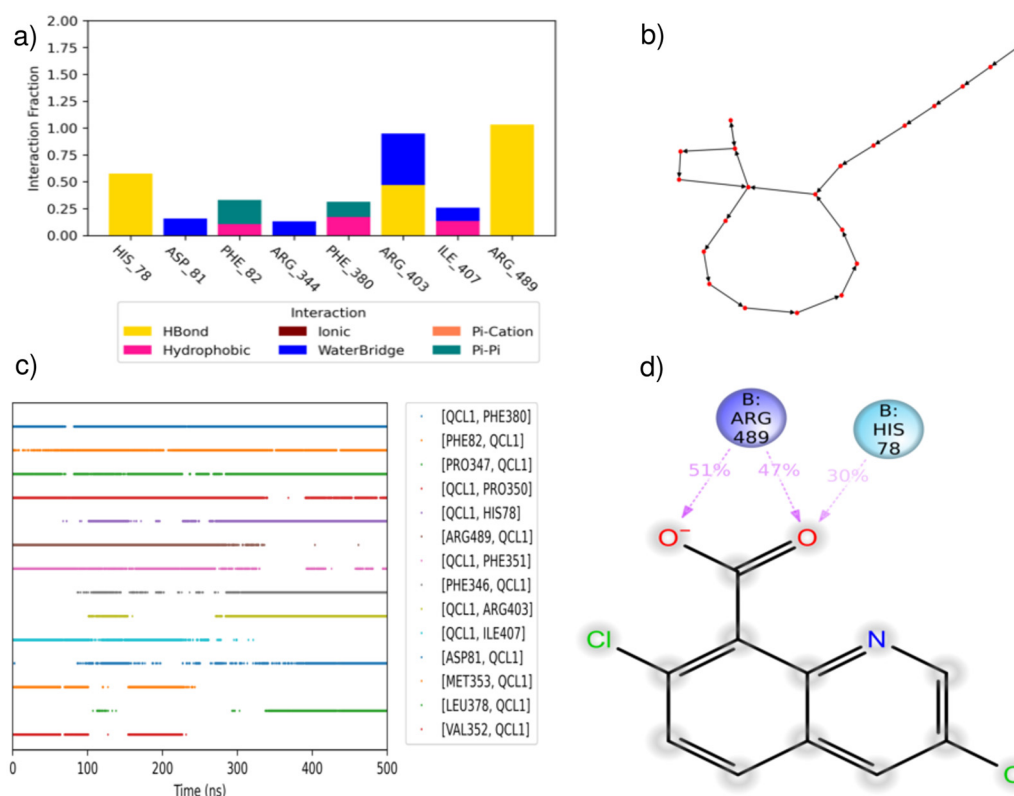 a)
b)
2.00
1.75
1.50
1.25
1.00
0.75
0.50
0.25
0.00
Interaction Fraction
HIS_78
ASP_81
PHE_82
ARG_344
PHE_380
ARG_403
ILE_407
ARG_489
Interaction
HBond Ionic Pi-Cation
Hydrophobic WaterBridge Pi-Pi
c)
[QCL1, PHE380]
[PHE82, QCL1]
[PRO347, QCL1]
[QCL1, PRO350]
[QCL1, HIS78]
[ARG489, QCL1]
[QCL1, PHE351]
[PHE346, QCL1]
[QCL1, ARG403]
[QCL1, ILE407]
[ASP81, QCL1]
[MET353, QCL1]
[LEU378, QCL1]
[VAL352, QCL1]
0 100 200 300 400 500
Time (ns)
d)
B:
ARG
489
B:
HIS
78
51% 47% 30%
O⁻ O
Cl N